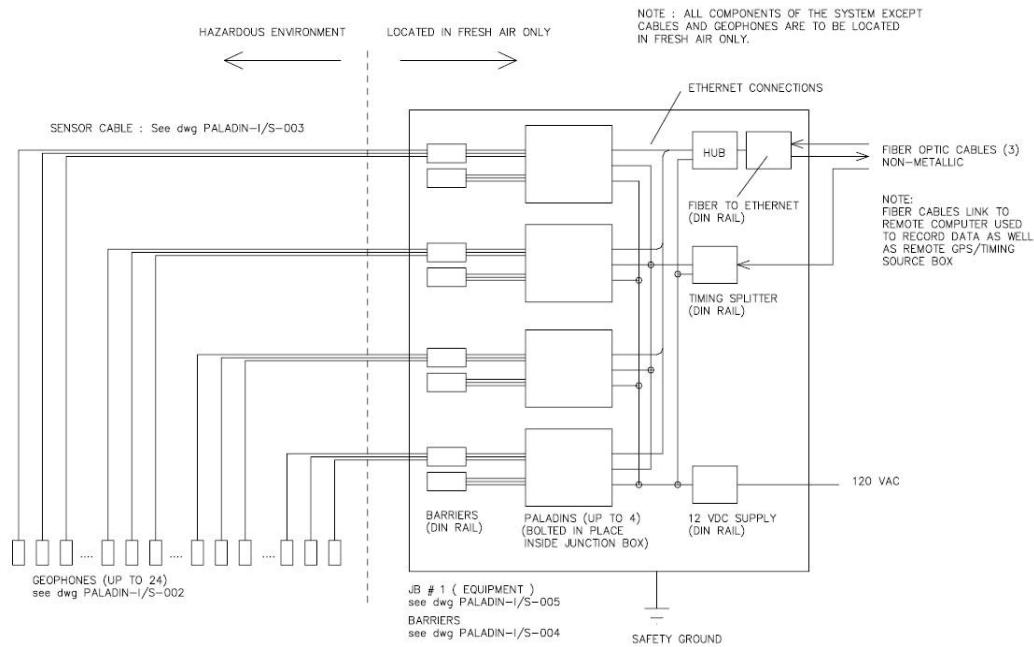 NOTE : ALL COMPONENTS OF THE SYSTEM EXCEPT
CABLES AND GEOPHONES ARE TO BE LOCATED
IN FRESH AIR ONLY.
HAZARDOUS ENVIRONMENT
LOCATED IN FRESH AIR ONLY
ETHERNET CONNECTIONS
SENSOR CABLE : See dwg PALADIN-I/S-003
HUB
FIBER OPTIC CABLES (3)
NON-METALLIC
FIBER TO ETHERNET
(DIN RAIL)
NOTE:
FIBER CABLES LINK TO
REMOTE COMPUTER USED
TO RECORD DATA AS WELL
AS REMOTE GPS/TIMING
SOURCE BOX
TIMING SPLITTER
(DIN RAIL)
120 VAC
BARRIERS
(DIN RAIL)
PALADINS (UP TO 4)
(BOLTED IN PLACE
INSIDE JUNCTION BOX)
12 VDC SUPPLY
(DIN RAIL)
GEOPHONES (UP TO 24)
see dwg PALADIN-I/S-002
JB # 1 ( EQUIPMENT )
see dwg PALADIN-I/S-005
BARRIERS
see dwg PALADIN-I/S-004
SAFETY GROUND